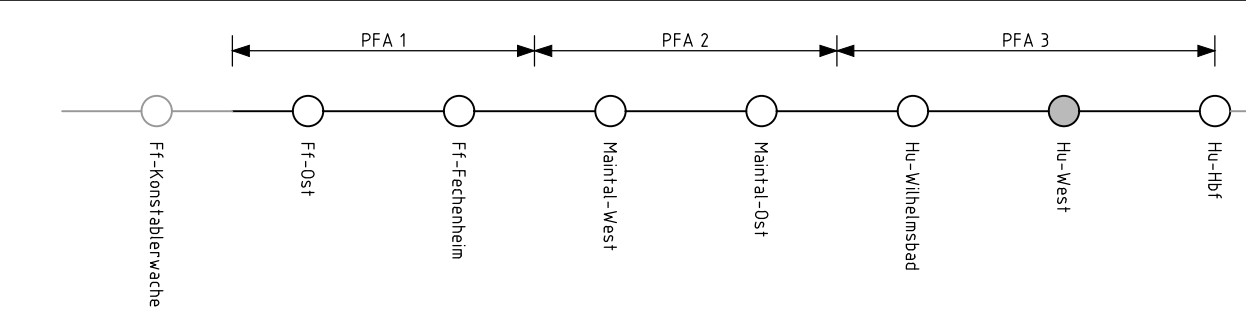 PFA 1
PFA 2
PFA 3
Ff-Konstablerwache
Ff-Ost
Ff-Fechenheim
Maintal-West
Maintal-Ost
Hu-Wilhelmsbad
Hu-West
Hu-Hbf